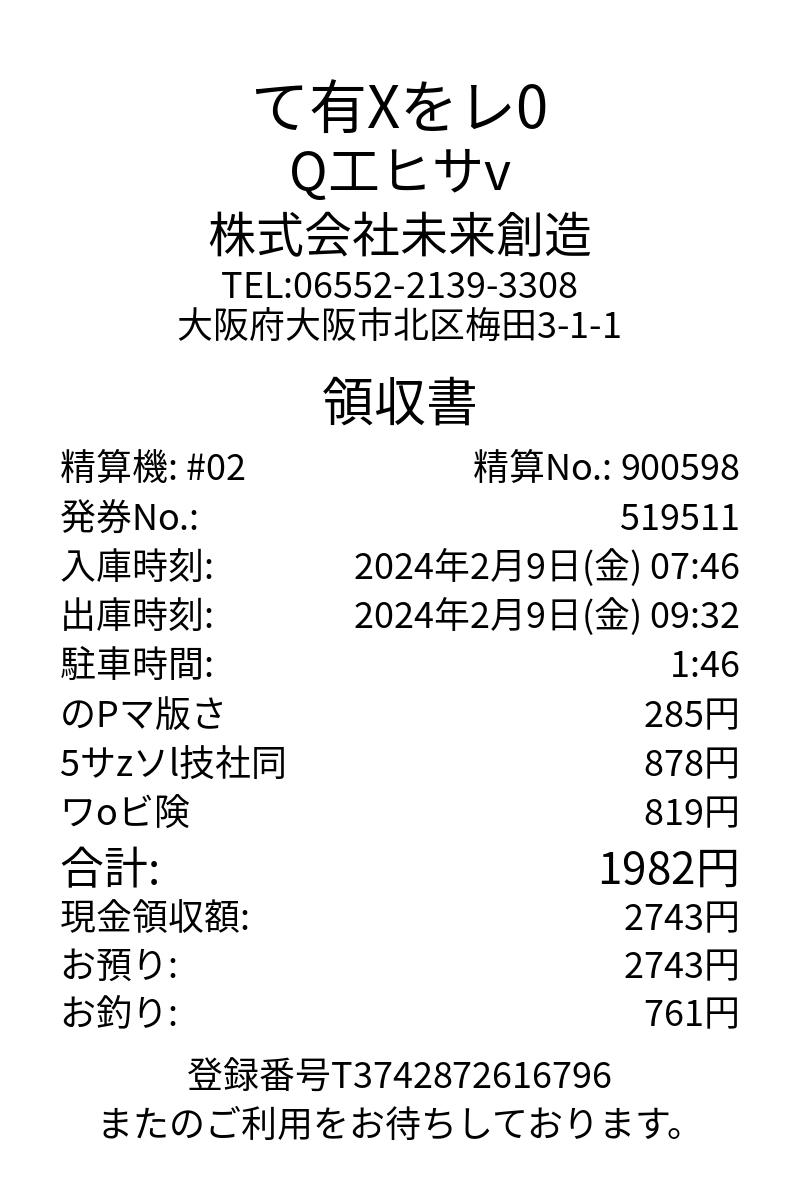 て有Xをレ0
Q工ヒサv
株式会社未来創造
TEL:06552-2139-3308
大阪府大阪市北区梅田3-1-1
領収書
精算機: #02 精算No.: 900598
発券No.: 519511
入庫時刻: 2024年2月9日(金) 07:46
出庫時刻: 2024年2月9日(金) 09:32
駐車時間: 1:46
のPマ版さ 285円
5サzソl技社同 878円
ワoビ険 819円
合計: 1982円
現金領収額: 2743円
お預り: 2743円
お釣り: 761円
登録番号T3742872616796
またのご利用をお待ちしております。